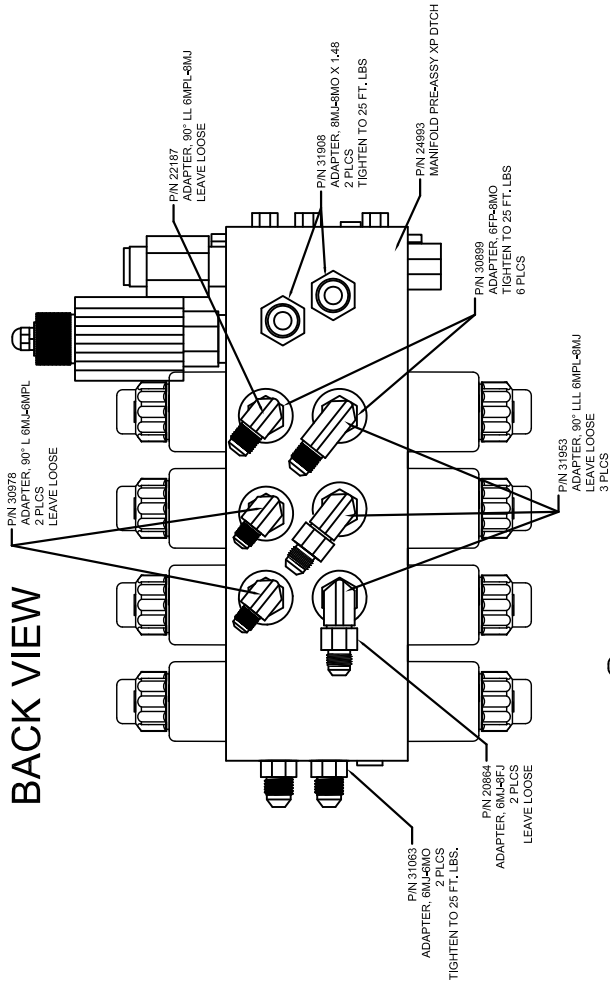 BACK VIEW
P/N 30978
ADAPTER, 90° L 6MJ-6MPL
2 PLCS
LEAVE LOOSE
P/N 22187
ADAPTER, 90° LL 6MPL-8MJ
LEAVE LOOSE
P/N 31908
ADAPTER, 8MJ-8MO X 1.48
2 PLCS
TIGHTEN TO 25 FT. LBS
P/N 24993
MANIFOLD PRE-ASSY XP DTCH
P/N 30899
ADAPTER, 6FP-8MO
TIGHTEN TO 25 FT. LBS
6 PLCS
P/N 31953
ADAPTER, 90° LLL 6MPL-8MJ
LEAVE LOOSE
3 PLCS
P/N 20864
ADAPTER, 6MJ-8FJ
2 PLCS
LEAVE LOOSE
P/N 31063
ADAPTER, 6MJ-6MO
2 PLCS
TIGHTEN TO 25 FT. LBS.